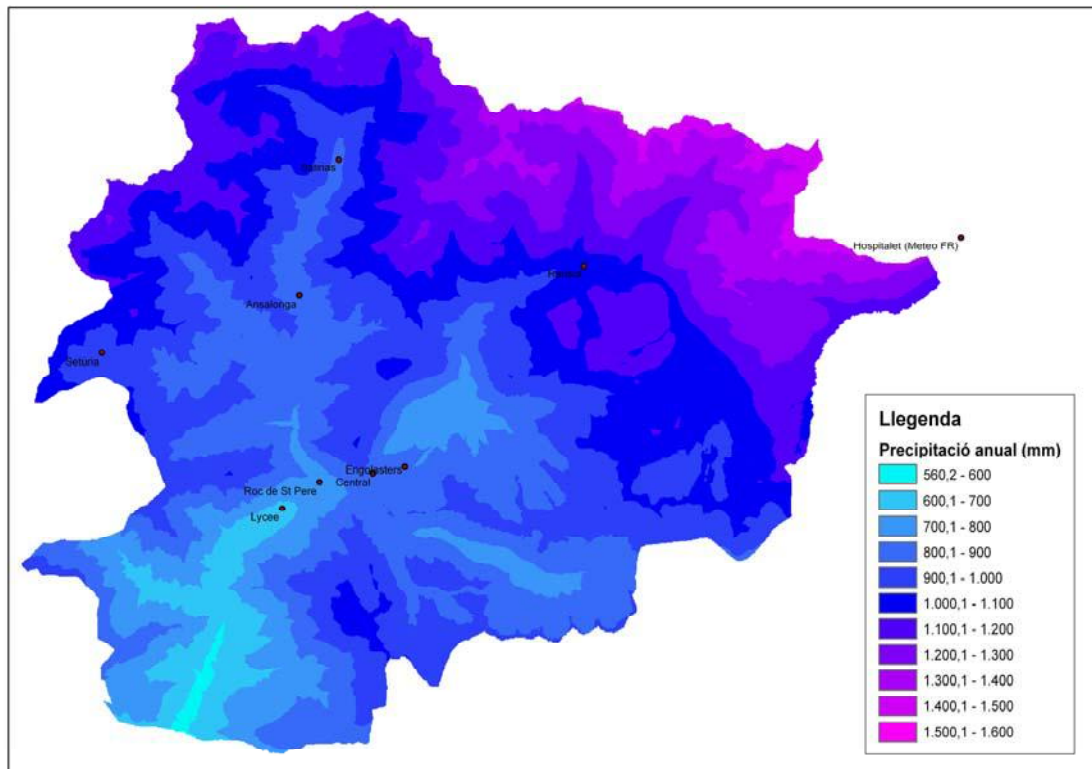 Hospitalet (Meteo FR)
Ransol
Ansalonga
Setúria
Engolasters
Central
Roc de St Pere
Lycee
Llegenda
Precipitació anual (mm)
560,2 - 600
600,1 - 700
700,1 - 800
800,1 - 900
900,1 - 1.000
1.000,1 - 1.100
1.100,1 - 1.200
1.200,1 - 1.300
1.300,1 - 1.400
1.400,1 - 1.500
1.500,1 - 1.600